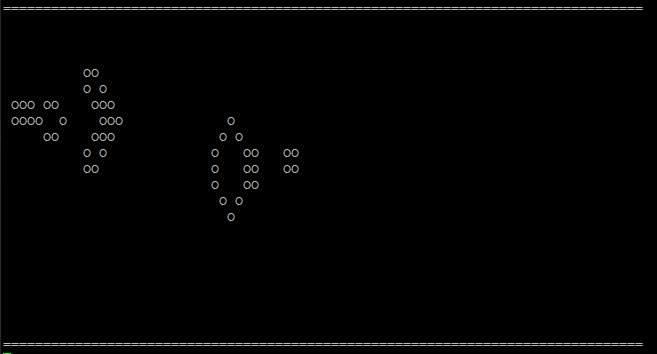 ================================================================================
          OO
          O O
 OOO OO    OOO
 OOOO  O    OOO             O
     OO    OOO             O O
          O O             O   OO   OO
          OO              O   OO   OO
                          O   OO
                           O O
                            O
================================================================================